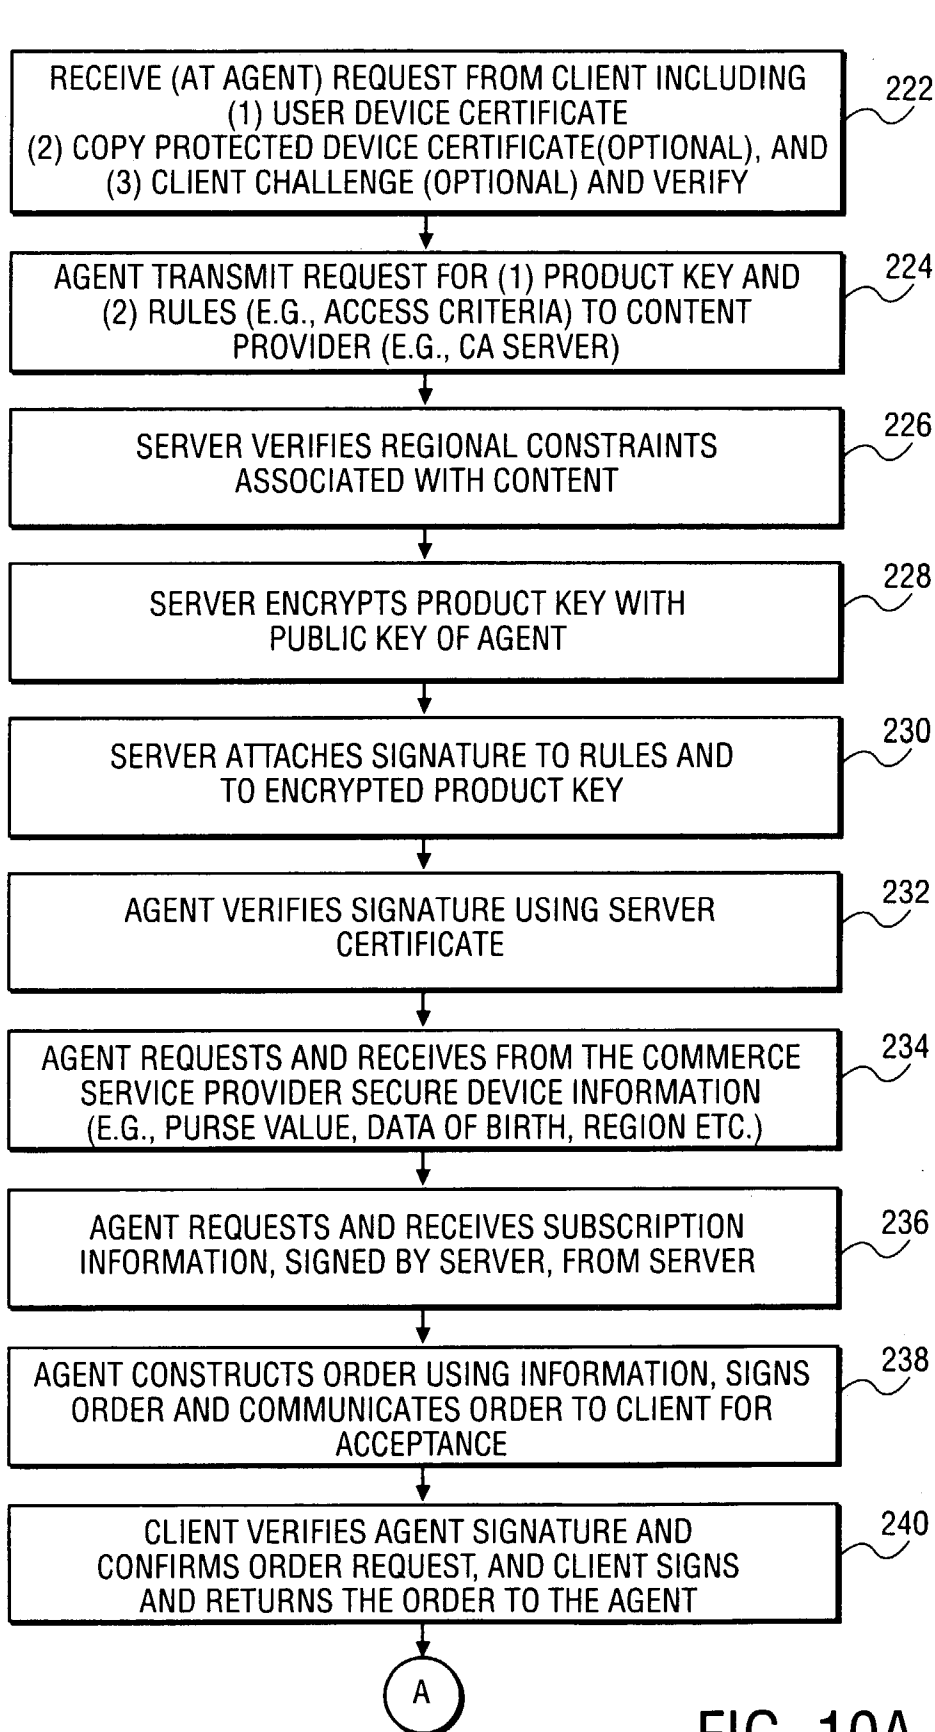 RECEIVE (AT AGENT) REQUEST FROM CLIENT INCLUDING
(1) USER DEVICE CERTIFICATE
(2) COPY PROTECTED DEVICE CERTIFICATE(OPTIONAL), AND
(3) CLIENT CHALLENGE (OPTIONAL) AND VERIFY
222
AGENT TRANSMIT REQUEST FOR (1) PRODUCT KEY AND
(2) RULES (E.G., ACCESS CRITERIA) TO CONTENT
PROVIDER (E.G., CA SERVER)
224
SERVER VERIFIES REGIONAL CONSTRAINTS
ASSOCIATED WITH CONTENT
226
SERVER ENCRYPTS PRODUCT KEY WITH
PUBLIC KEY OF AGENT
228
SERVER ATTACHES SIGNATURE TO RULES AND
TO ENCRYPTED PRODUCT KEY
230
AGENT VERIFIES SIGNATURE USING SERVER
CERTIFICATE
232
AGENT REQUESTS AND RECEIVES FROM THE COMMERCE
SERVICE PROVIDER SECURE DEVICE INFORMATION
(E.G., PURSE VALUE, DATA OF BIRTH, REGION ETC.)
234
AGENT REQUESTS AND RECEIVES SUBSCRIPTION
INFORMATION, SIGNED BY SERVER, FROM SERVER
236
AGENT CONSTRUCTS ORDER USING INFORMATION, SIGNS
ORDER AND COMMUNICATES ORDER TO CLIENT FOR
ACCEPTANCE
238
CLIENT VERIFIES AGENT SIGNATURE AND
CONFIRMS ORDER REQUEST, AND CLIENT SIGNS
AND RETURNS THE ORDER TO THE AGENT
240
A
FIG. 10A